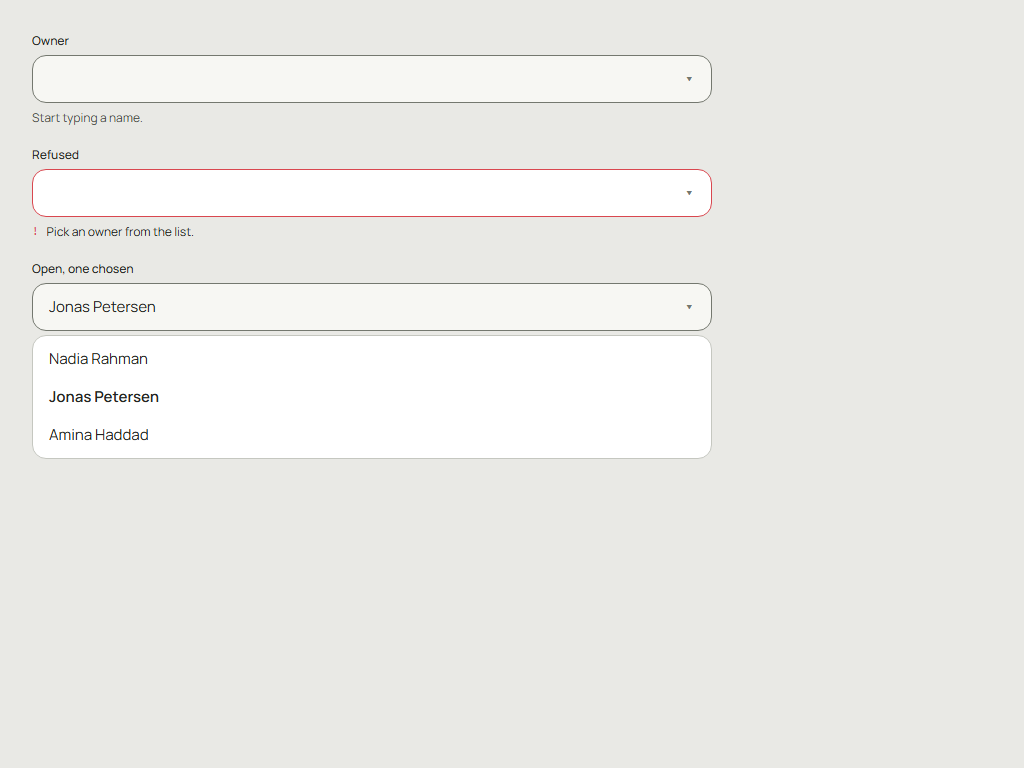 Owner
Start typing a name.
Refused
! Pick an owner from the list.
Open, one chosen
Jonas Petersen
Nadia Rahman
Jonas Petersen
Amina Haddad